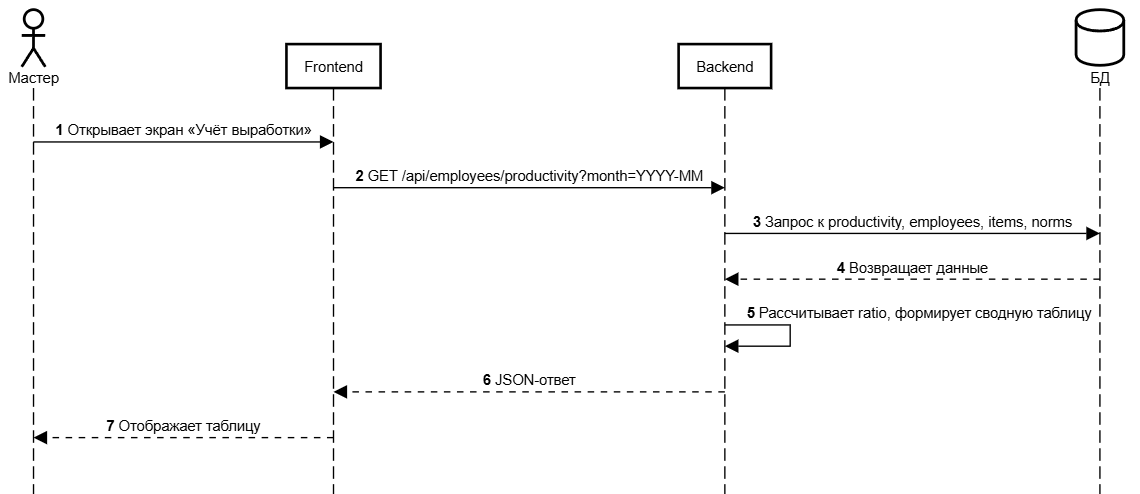 Мастер
Frontend
Backend
БД
1 Открывает экран «Учёт выработки»
2 GET /api/employees/productivity?month=YYYY-MM
3 Запрос к productivity, employees, items, norms
4 Возвращает данные
5 Рассчитывает ratio, формирует сводную таблицу
6 JSON-ответ
7 Отображает таблицу